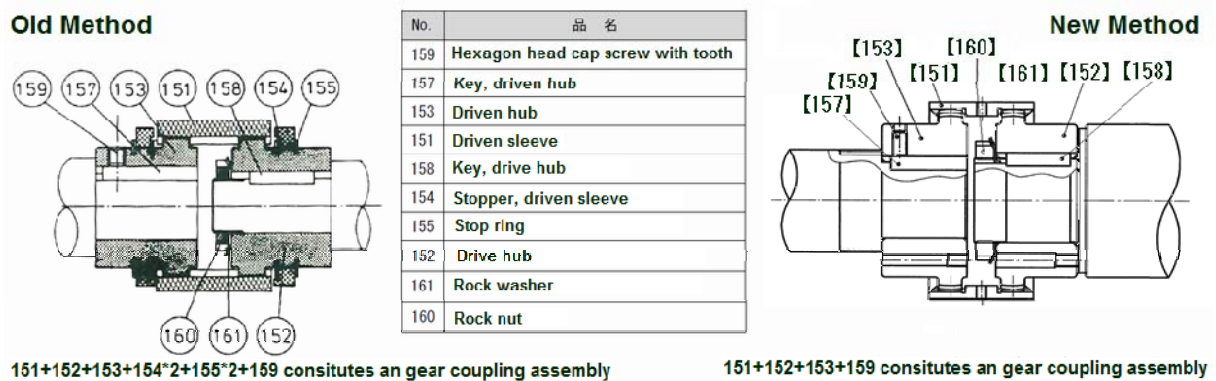 Old Method
159 157 153 151 158 154 155
160 161 152
151+152+153+154*2+155*2+159 consitutes an gear coupling assembly
No. 品 名
159 Hexagon head cap screw with tooth
157 Key, driven hub
153 Driven hub
151 Driven sleeve
158 Key, drive hub
154 Stopper, driven sleeve
155 Stop ring
152 Drive hub
161 Rock washer
160 Rock nut
New Method
【153】 【160】
【159】 【151】 【161】 【152】 【158】
【157】
151+152+153+159 consitutes an gear coupling assembly